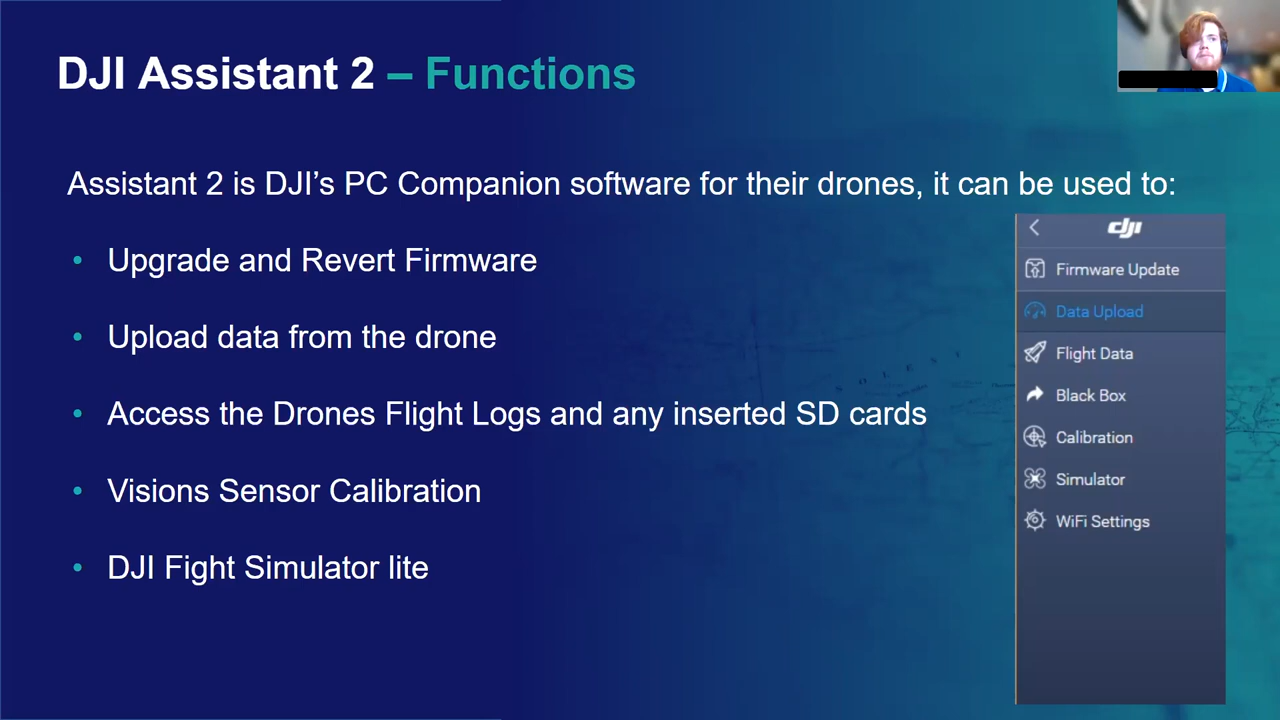 DJI Assistant 2 – Functions
Assistant 2 is DJI’s PC Companion software for their drones, it can be used to:
• Upgrade and Revert Firmware
• Upload data from the drone
• Access the Drones Flight Logs and any inserted SD cards
• Visions Sensor Calibration
• DJI Fight Simulator lite
dji
Firmware Update
Data Upload
Flight Data
Black Box
Calibration
Simulator
WiFi Settings